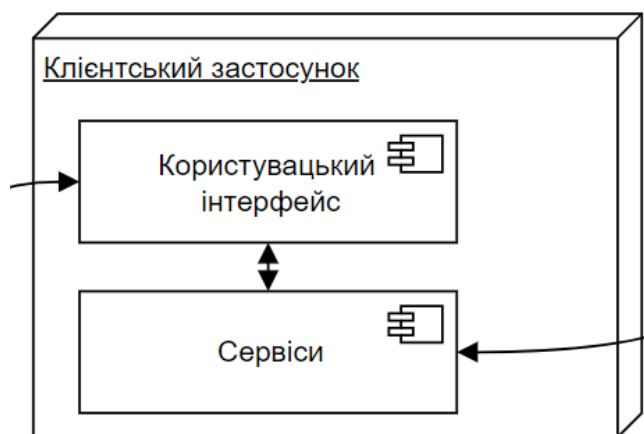 Клієнтський застосунок
Користувацький
інтерфейс
Сервіси